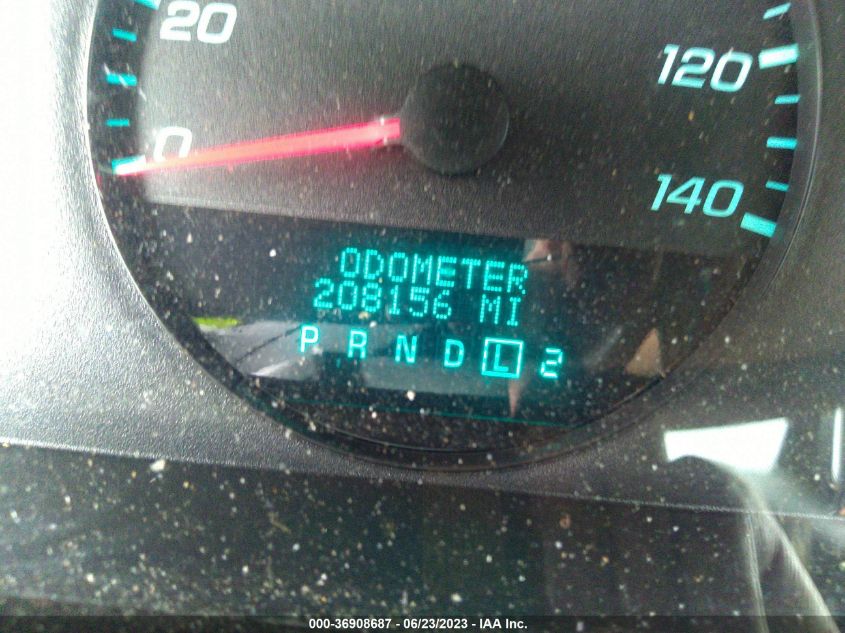 20
120
0
140
ODOMETER
208156 MI
P R N D L 2
000-36908687 - 06/23/2023 - IAA Inc.